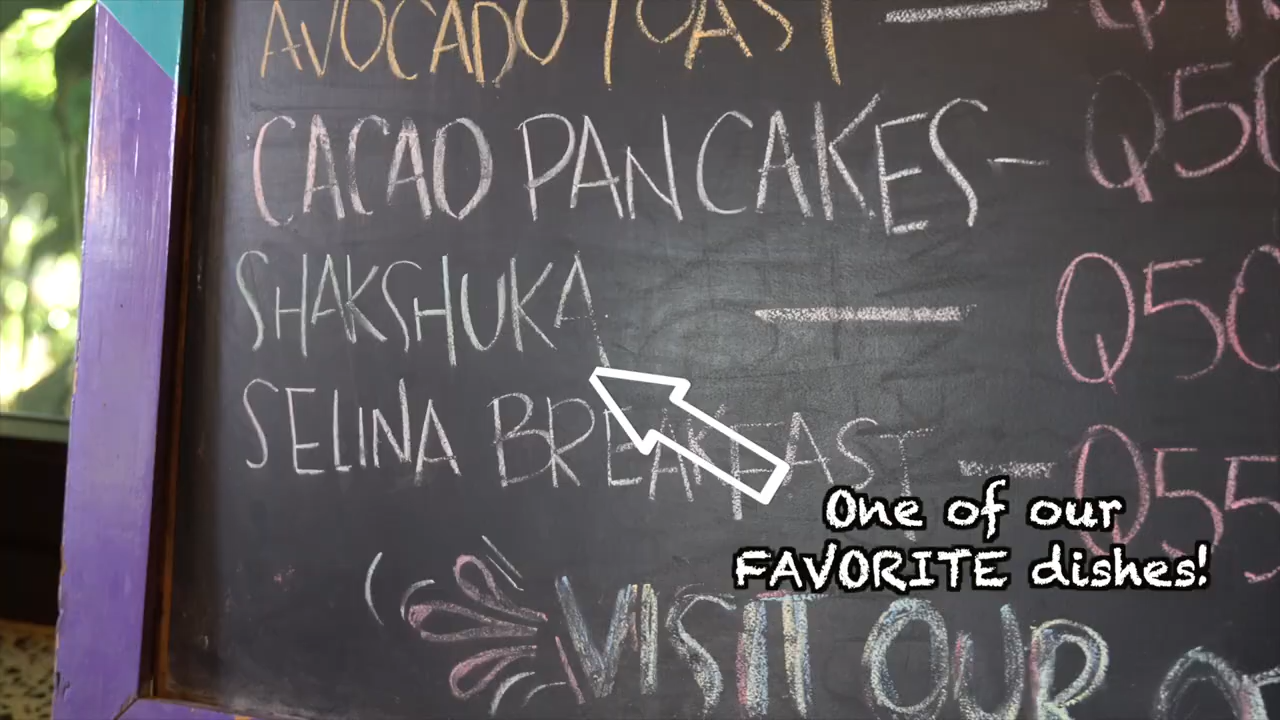 AVOCADO TOAST
CACAO PANCAKES - Q50
SHAKSHUKA — Q50
SELINA BREAKFAST — Q55
One of our
FAVORITE dishes!
VISIT OUR